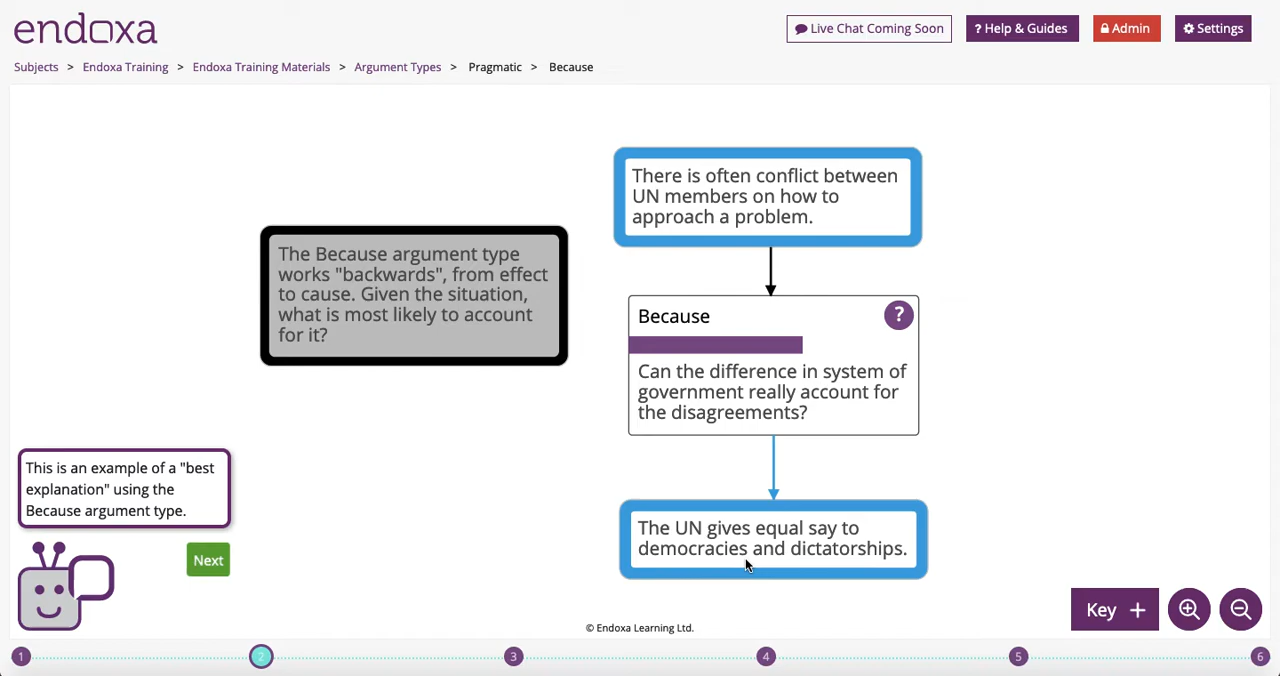 endoxa
Live Chat Coming Soon
? Help & Guides
Admin
Settings
Subjects > Endoxa Training > Endoxa Training Materials > Argument Types > Pragmatic > Because
There is often conflict between
UN members on how to
approach a problem.
The Because argument type
works "backwards", from effect
to cause. Given the situation,
what is most likely to account
for it?
Because
?
Can the difference in system of
government really account for
the disagreements?
This is an example of a "best
explanation" using the
Because argument type.
Next
The UN gives equal say to
democracies and dictatorships.
Key +
© Endoxa Learning Ltd.
1 2 3 4 5 6